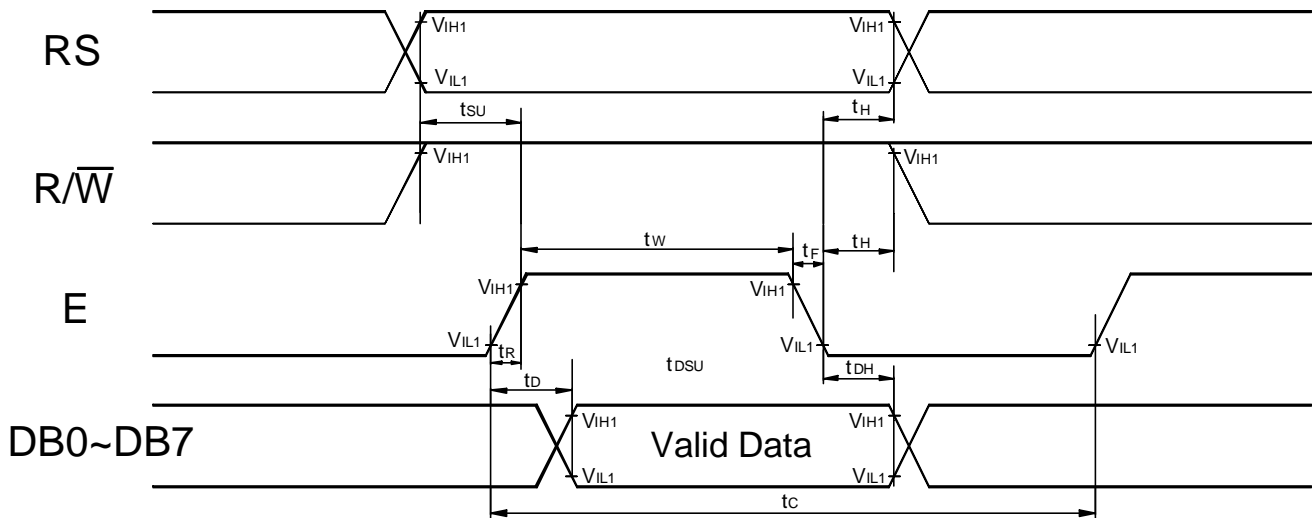 RS
VIH1
VIH1
VIL1
VIL1
tSU
tH
R/W̅
VIH1
VIH1
tW
tF
tH
E
VIH1
VIH1
VIL1
VIL1
VIL1
tR
tDSU
tDH
tD
DB0~DB7
VIH1
VIH1
Valid Data
VIL1
VIL1
tC